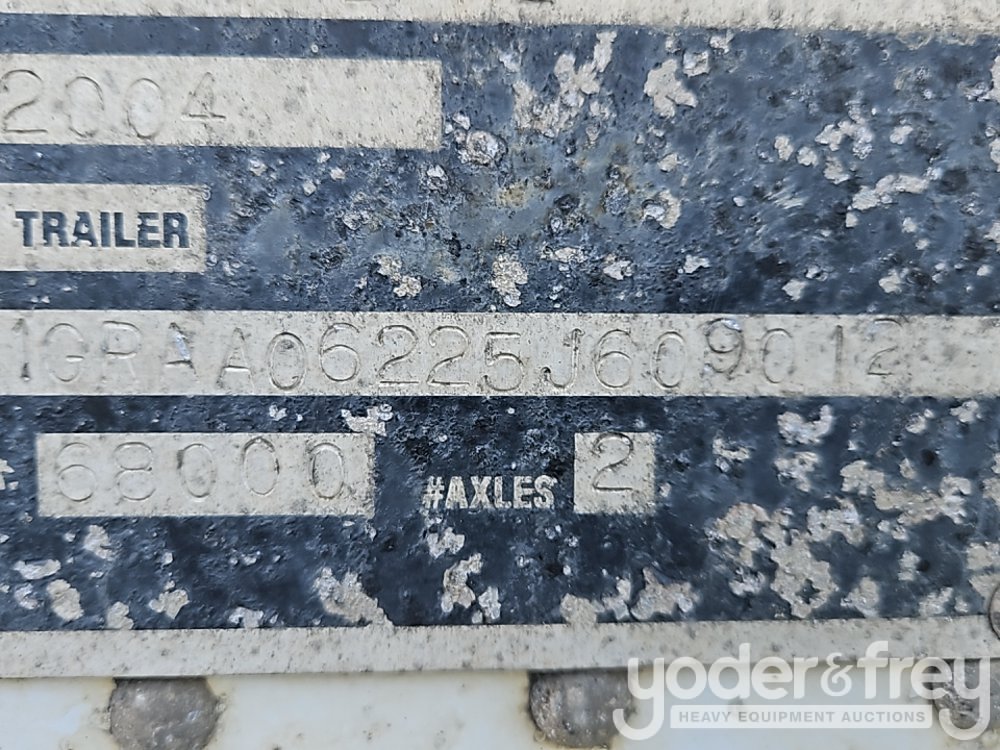 2004
TRAILER
1GRAA06225J609012
68000 #AXLES 2
yoder&frey
HEAVY EQUIPMENT AUCTIONS